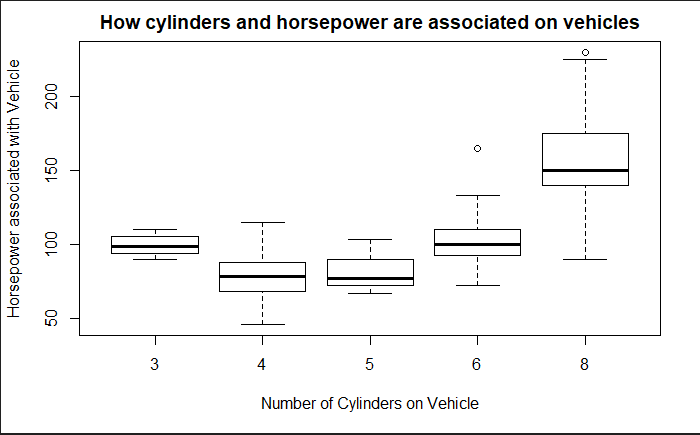 How cylinders and horsepower are associated on vehicles
Horsepower associated with Vehicle
200
150
100
50
3 4 5 6 8
Number of Cylinders on Vehicle